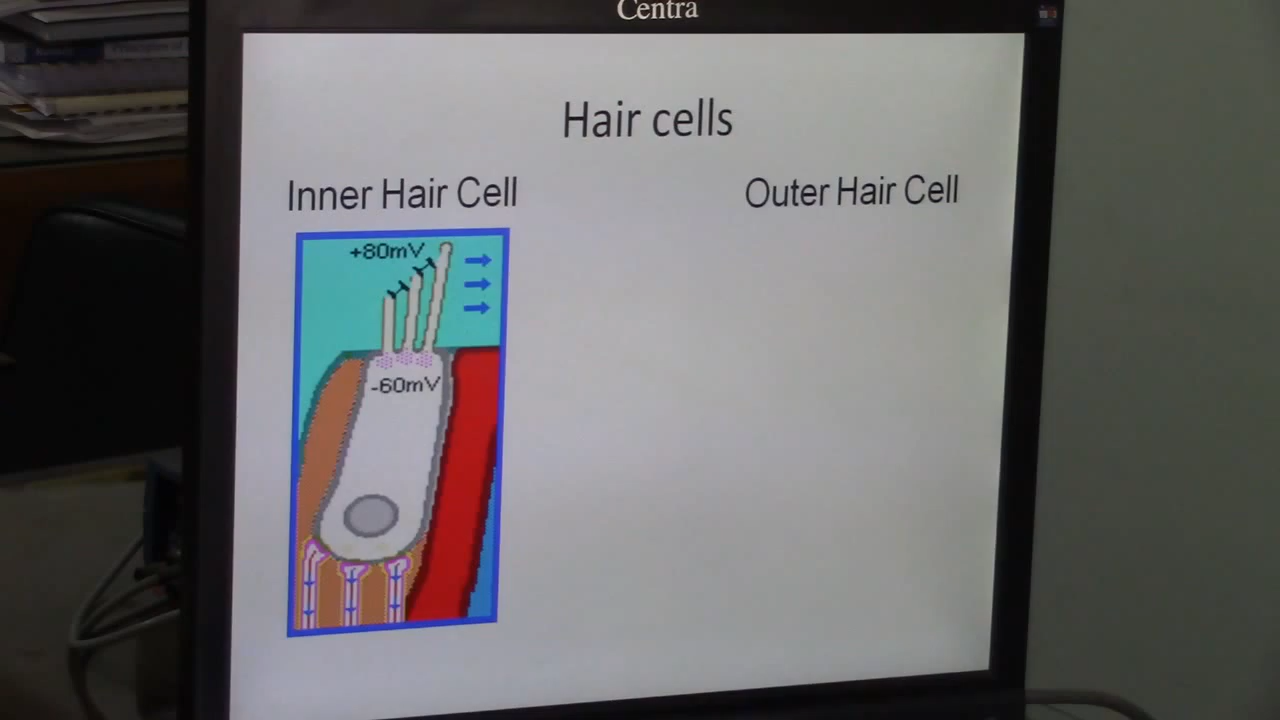 Centra
Hair cells
Inner Hair Cell
Outer Hair Cell
+80mV
-60mV